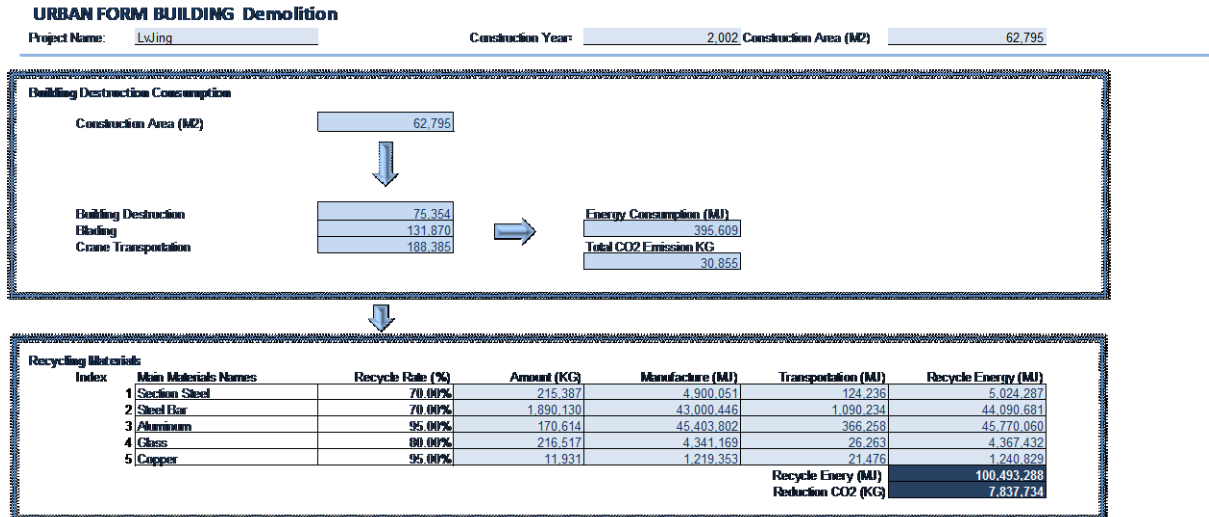 URBAN FORM BUILDING Demolition
Project Name: LvJing Construction Year: 2,002 Construction Area (M2) 62,795
Building Destruction Consumption
Construction Area (M2) 62,795
Building Destruction 75,354 Energy Consumption (MJ)
Blading 131,870 395,609
Crane Transportation 188,385 Total CO2 Emission KG
30,855
Recycling Materials
Index Main Materials Names Recycle Rate (%) Amount (KG) Manufacture (MJ) Transportation (MJ) Recycle Energy (MJ)
1 Section Steel 70.00% 215,387 4,900,051 124,236 5,024,287
2 Steel Bar 70.00% 1,890,130 43,000,446 1,090,234 44,090,681
3 Aluminum 95.00% 170,614 45,403,802 366,258 45,770,060
4 Glass 80.00% 216,517 4,341,169 26,263 4,367,432
5 Copper 95.00% 11,931 1,219,353 21,476 1,240,829
Recycle Enery (MJ) 100,493,288
Reduction CO2 (KG) 7,837,734